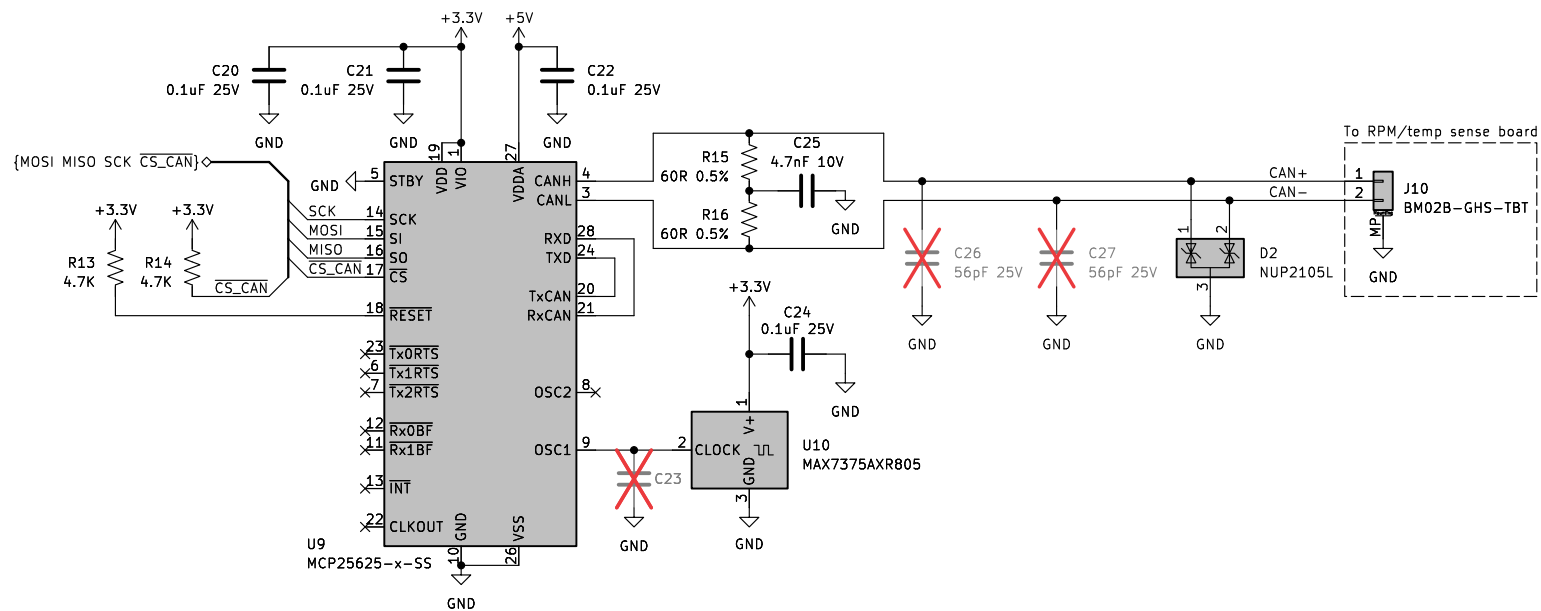 +3.3V
+5V
C20
0.1uF 25V
C21
0.1uF 25V
C22
0.1uF 25V
GND
GND
GND
{MOSI MISO SCK CS_CAN}
To RPM/temp sense board
19
1
27
VDD
VIO
VDDA
GND
5
STBY
CANH
4
CANL
3
R15
60R 0.5%
C25
4.7nF 10V
R16
60R 0.5%
GND
CAN+
CAN-
1
2
J10
BM02B-GHS-TBT
MP
GND
+3.3V
+3.3V
SCK
14
SCK
MOSI
15
SI
MISO
16
SO
CS_CAN
17
CS
RXD
28
TXD
24
R13
4.7K
R14
4.7K
CS_CAN
TxCAN
20
RxCAN
21
18
RESET
C26
56pF 25V
C27
56pF 25V
1
2
D2
NUP2105L
3
GND
GND
GND
+3.3V
C24
0.1uF 25V
GND
23
Tx0RTS
6
Tx1RTS
7
Tx2RTS
OSC2
8
12
Rx0BF
11
Rx1BF
OSC1
9
1
V+
2
CLOCK
GND
3
U10
MAX7375AXR805
C23
13
INT
22
CLKOUT
GND
VSS
GND
GND
U9
MCP25625-x-SS
10
26
GND